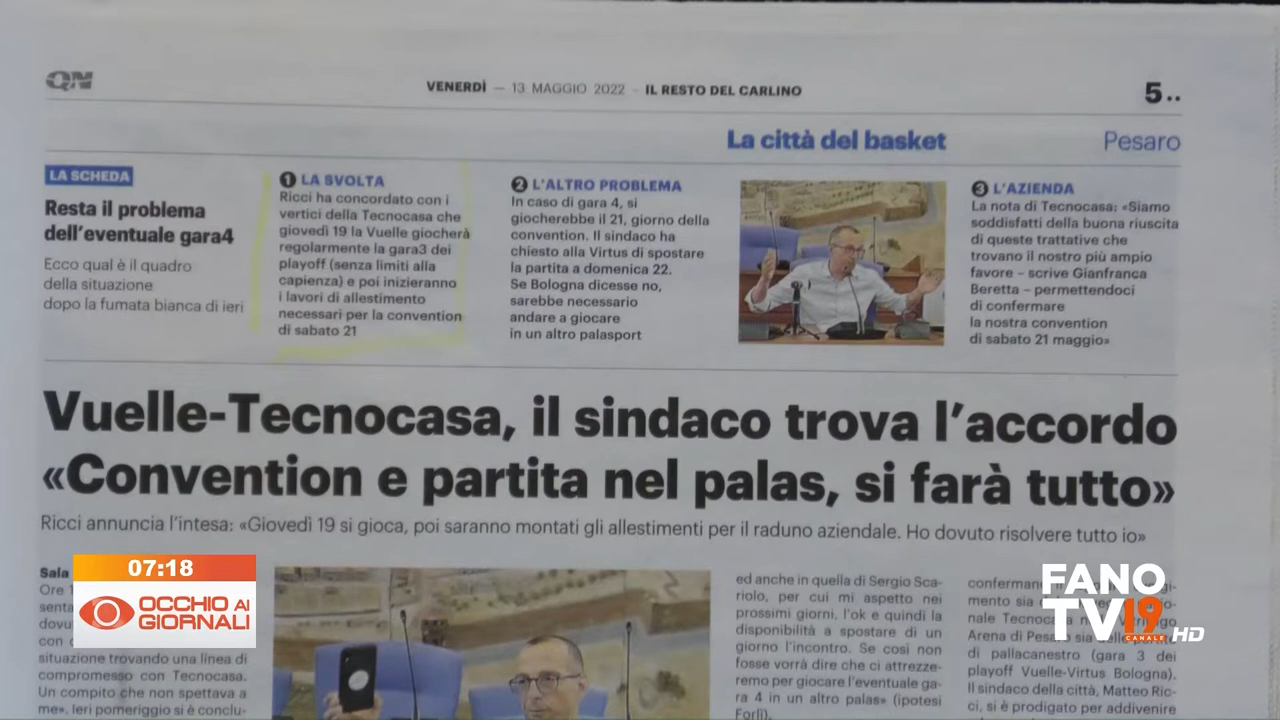 QN
VENERDÌ — 13 MAGGIO 2022 – IL RESTO DEL CARLINO
5..
La città del basket
Pesaro
LA SCHEDA
Resta il problema
dell'eventuale gara4
Ecco qual è il quadro
della situazione
dopo la fumata bianca di ieri
1 LA SVOLTA
Ricci ha concordato con i
vertici della Tecnocasa che
giovedì 19 la Vuelle giocherà
regolarmente la gara3 dei
playoff (senza limiti alla
capienza) e poi inizieranno
i lavori di allestimento
necessari per la convention
di sabato 21
2 L'ALTRO PROBLEMA
In caso di gara 4, si
giocherebbe il 21, giorno della
convention. Il sindaco ha
chiesto alla Virtus di spostare
la partita a domenica 22.
Se Bologna dicesse no,
sarebbe necessario
andare a giocare
in un altro palasport
3 L'AZIENDA
La nota di Tecnocasa: «Siamo
soddisfatti della buona riuscita
di queste trattative che
trovano il nostro più ampio
favore – scrive Gianfranca
Beretta – permettendoci
di confermare
la nostra convention
di sabato 21 maggio»
Vuelle-Tecnocasa, il sindaco trova l'accordo
«Convention e partita nel palas, si farà tutto»
Ricci annuncia l'intesa: «Giovedì 19 si gioca, poi saranno montati gli allestimenti per il raduno aziendale. Ho dovuto risolvere tutto io»
Sala
Ore
situazione trovando una linea di
compromesso con Tecnocasa.
Un compito che non spettava a
me». Ieri pomeriggio si è conclu-
ed anche in quella di Sergio Sca-
riolo, per cui mi aspetto nei
prossimi giorni, l'ok e quindi la
disponibilità a spostare di un
giorno l'incontro. Se così non
fosse vorrà dire che ci attrezze-
remo per giocare l'eventuale ga-
ra 4 in un altro palas» (ipotesi
Forlì).
mento sia
nale Tecnoca
Arena di Pesaro sia
di pallacanestro (gara 3 dei
playoff Vuelle-Virtus Bologna).
Il sindaco della città, Matteo Ric-
ci, si è prodigato per addivenire
07:18
OCCHIO AI
GIORNALI
FANO
TV19
CANALE
HD